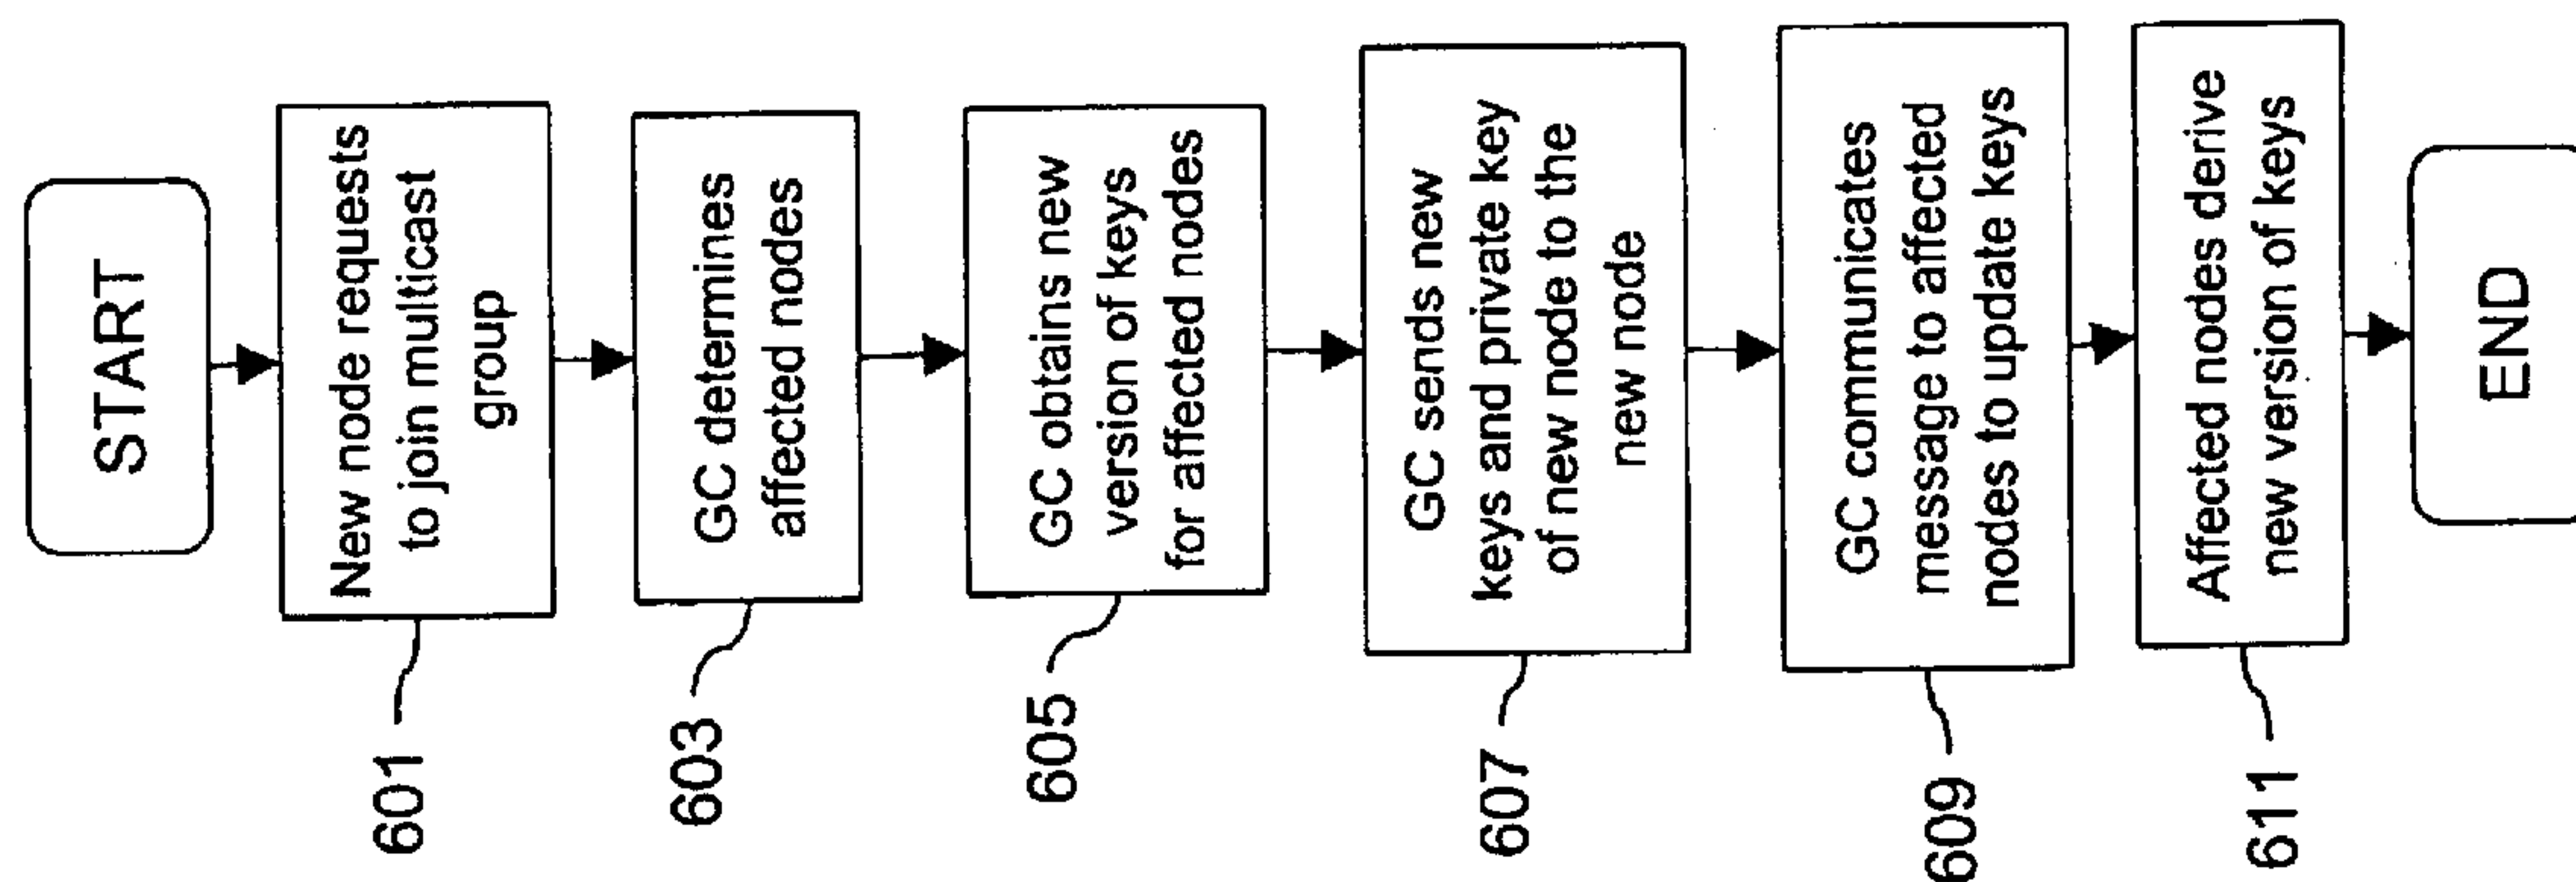 START
New node requests
to join multicast
group
601
GC determines
affected nodes
603
GC obtains new
version of keys
for affected nodes
605
GC sends new
keys and private key
of new node to the
new node
607
GC communicates
message to affected
nodes to update keys
609
Affected nodes derive
new version of keys
611
END